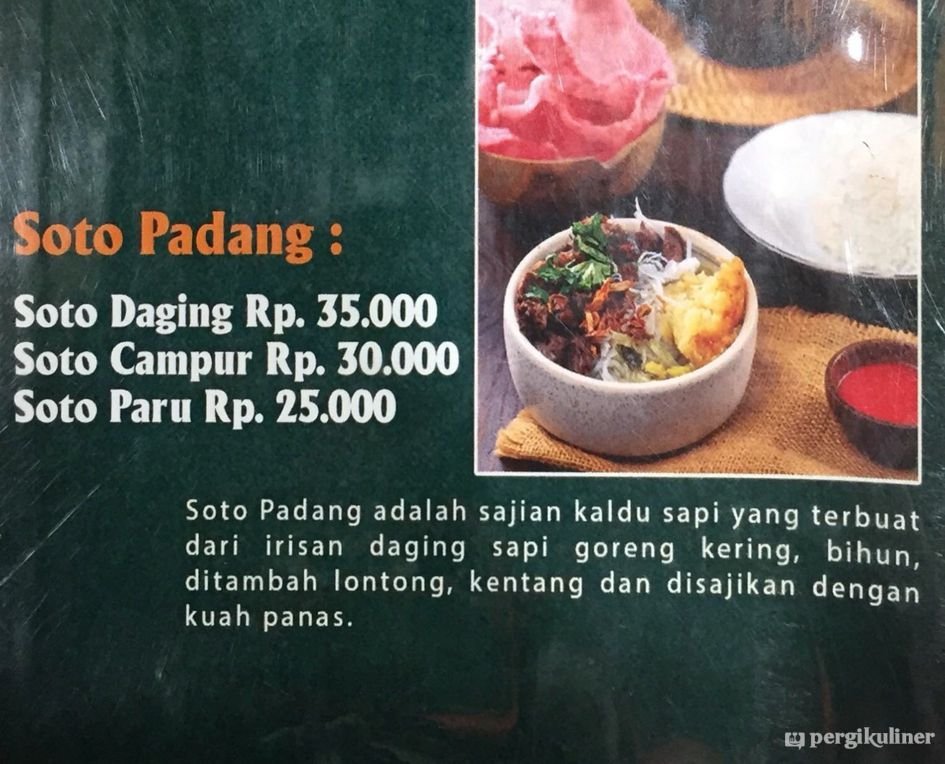 Soto Padang :
Soto Daging Rp. 35.000
Soto Campur Rp. 30.000
Soto Paru Rp. 25.000
Soto Padang adalah sajian kaldu sapi yang terbuat
dari irisan daging sapi goreng kering, bihun,
ditambah lontong, kentang dan disajikan dengan
kuah panas.
pergikuliner